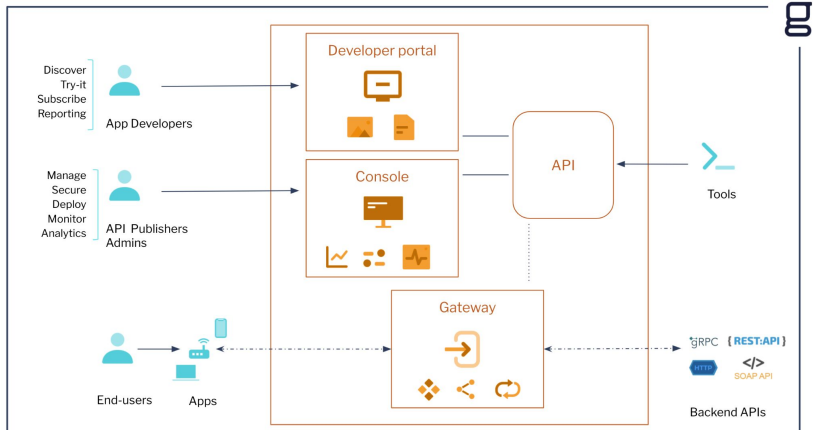 g
Developer portal
Discover
Try-it
Subscribe
Reporting
App Developers
API
Console
Manage
Secure
Deploy
Monitor
Analytics
API Publishers
Admins
Tools
Gateway
gRPC
{ REST:API }
HTTP
</>
SOAP API
End-users
Apps
Backend APIs